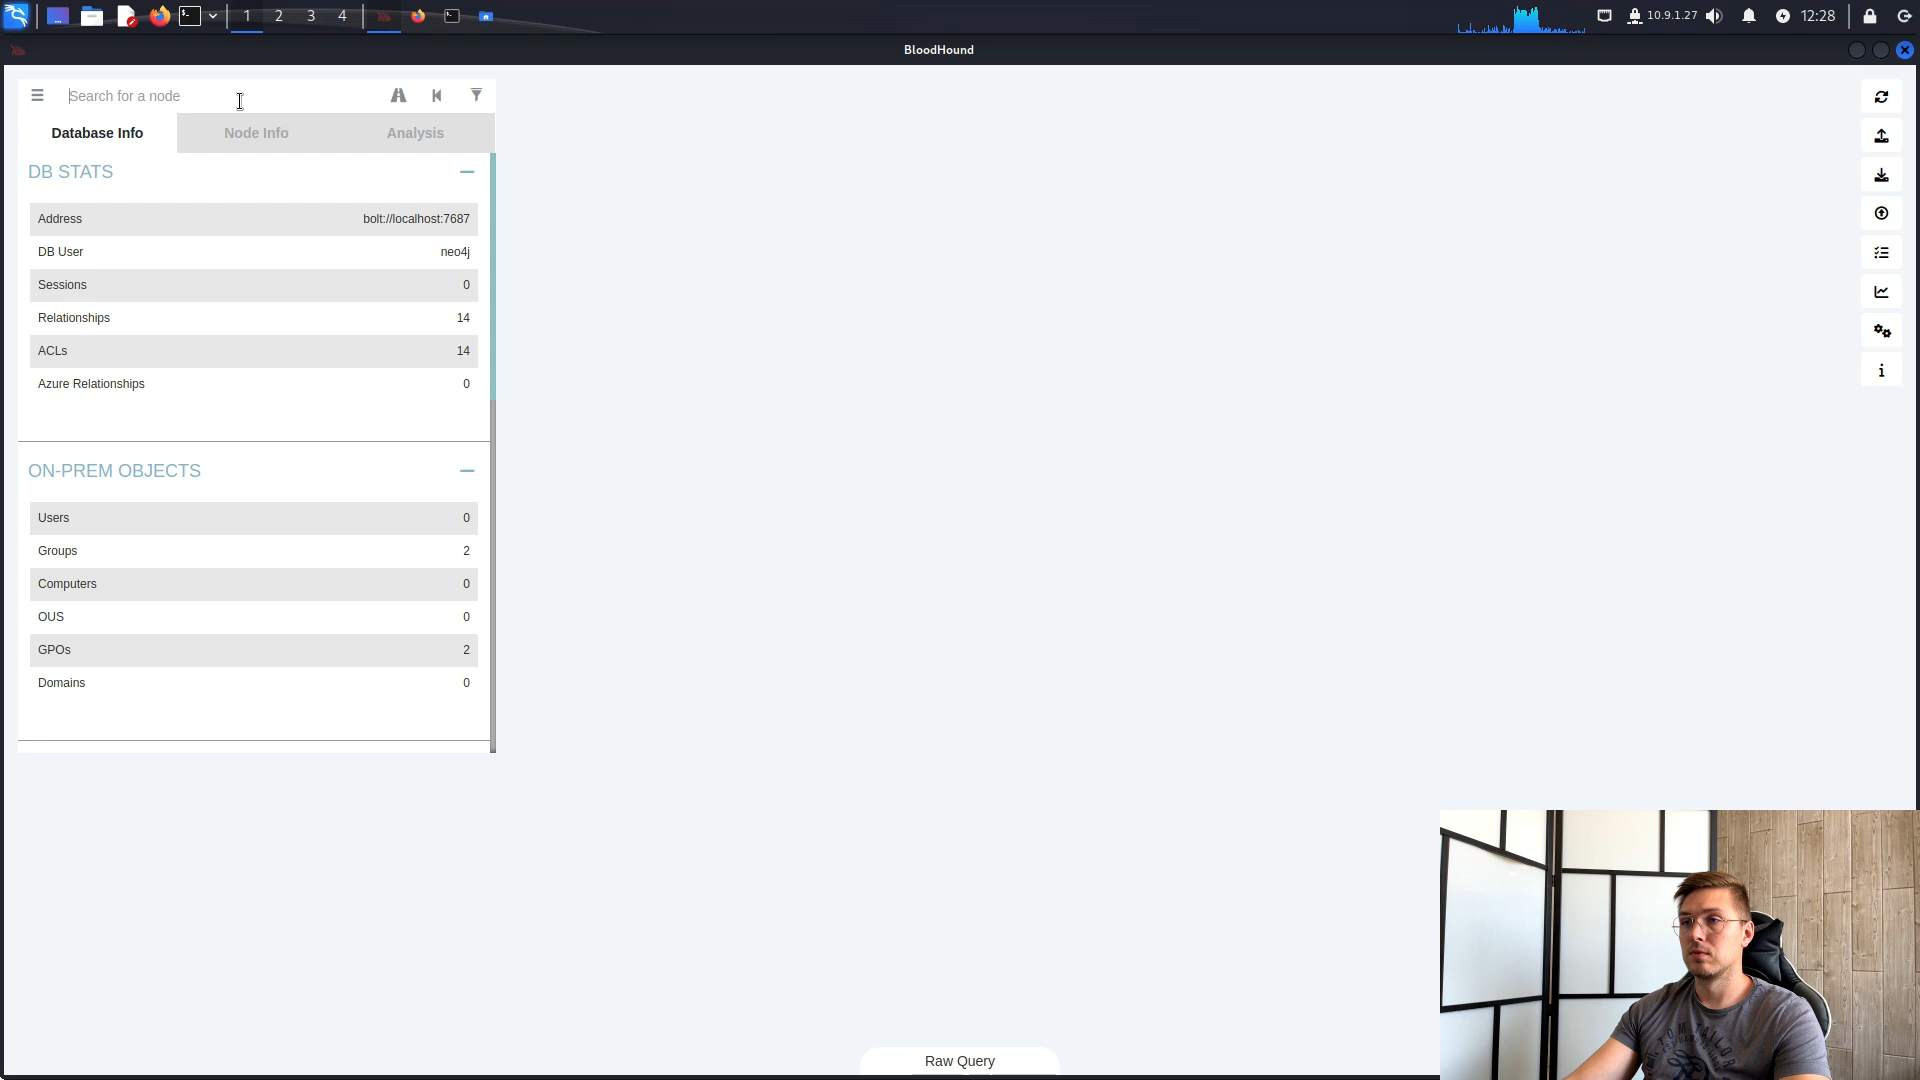 1 2 3 4
10.9.1.27
12:28
BloodHound
Search for a node
Database Info
Node Info
Analysis
DB STATS
Address bolt://localhost:7687
DB User neo4j
Sessions 0
Relationships 14
ACLs 14
Azure Relationships 0
ON-PREM OBJECTS
Users 0
Groups 2
Computers 0
OUS 0
GPOs 2
Domains 0
Raw Query
TOM TAILOR